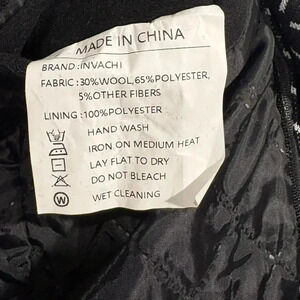 MADE IN CHINA
BRAND:INVACHI
FABRIC:30%WOOL,65%POLYESTER,
5%OTHER FIBERS
LINING:100%POLYESTER
HAND WASH
IRON ON MEDIUM HEAT
LAY FLAT TO DRY
DO NOT BLEACH
W WET CLEANING